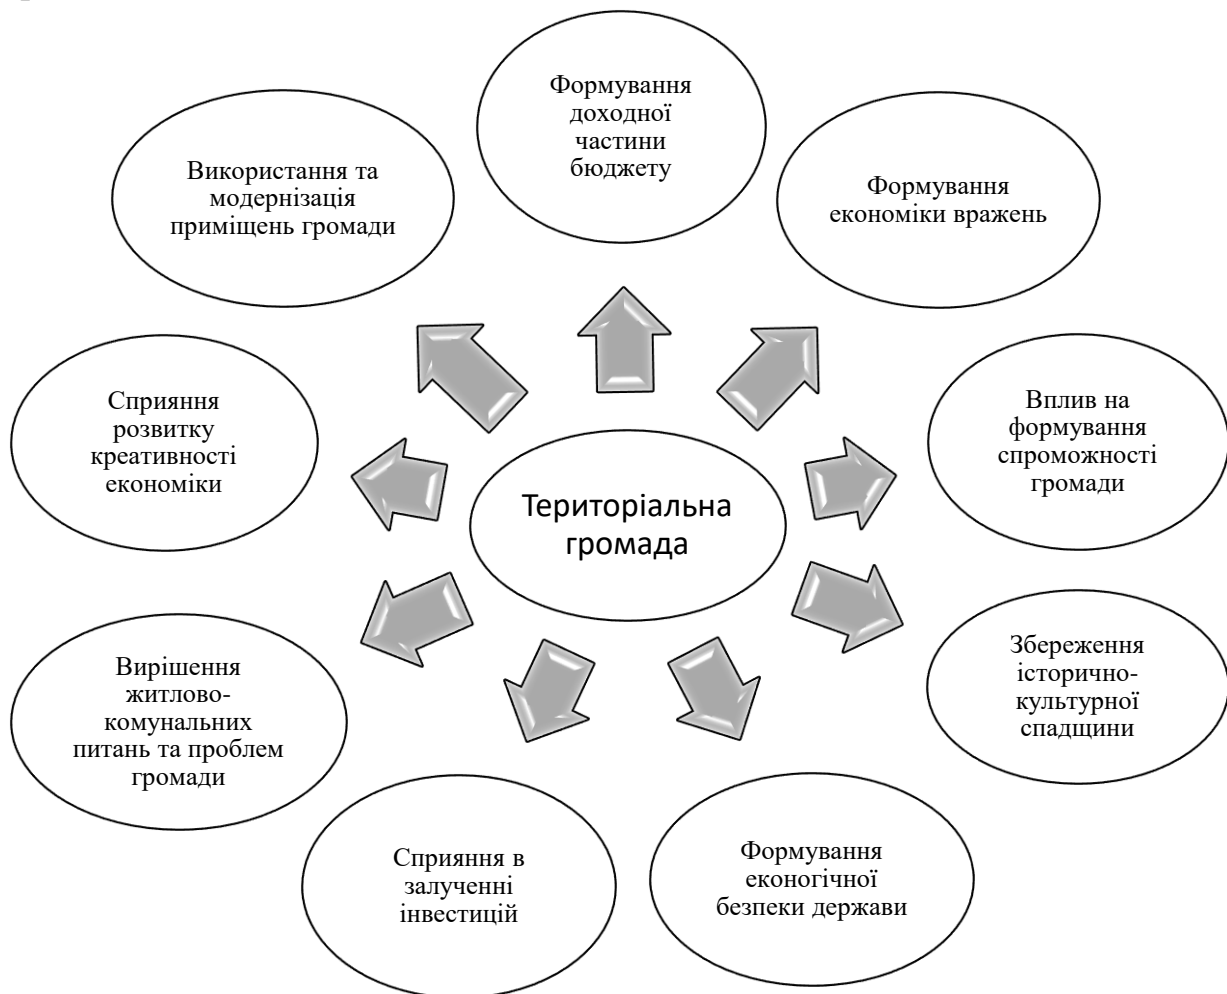 Формування
доходної
частини
бюджету
Використання та
модернізація
приміщень громади
Формування
економіки вражень
Сприяння
розвитку
креативності
економіки
Вплив на
формування
спроможності
громади
Територіальна
громада
Вирішення
житлово-
комунальних
питань та проблем
громади
Збереження
історично-
культурної
спадщини
Сприяння в
залученні
інвестицій
Формування
економічної
безпеки держави